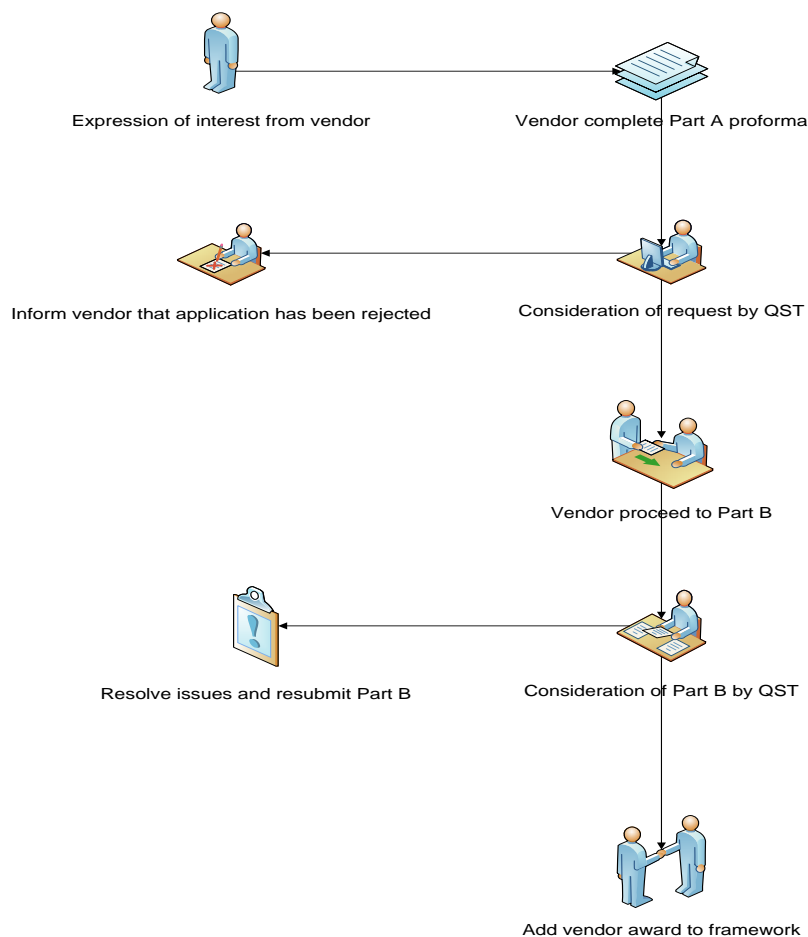 Expression of interest from vendor
Vendor complete Part A proforma
Inform vendor that application has been rejected
Consideration of request by QST
Vendor proceed to Part B
Resolve issues and resubmit Part B
Consideration of Part B by QST
Add vendor award to framework